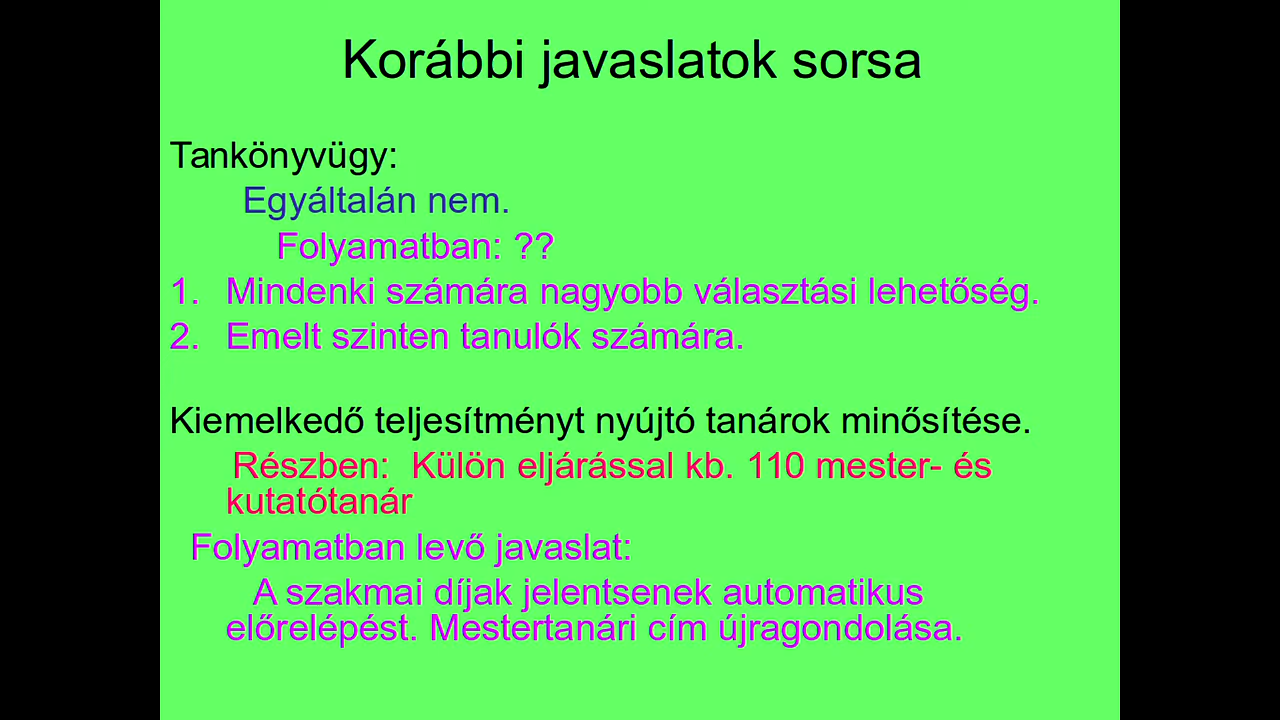 Korábbi javaslatok sorsa
Tankönyvügy:
Egyáltalán nem.
Folyamatban: ??
1. Mindenki számára nagyobb választási lehetőség.
2. Emelt szinten tanulók számára.
Kiemelkedő teljesítményt nyújtó tanárok minősítése.
Részben: Külön eljárással kb. 110 mester- és
kutatótanár
Folyamatban levő javaslat:
A szakmai díjak jelentsenek automatikus
előrelépést. Mestertanári cím újragondolása.